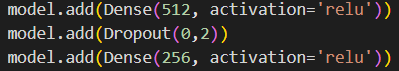 model.add(Dense(512, activation='relu'))
model.add(Dropout(0,2))
model.add(Dense(256, activation='relu'))